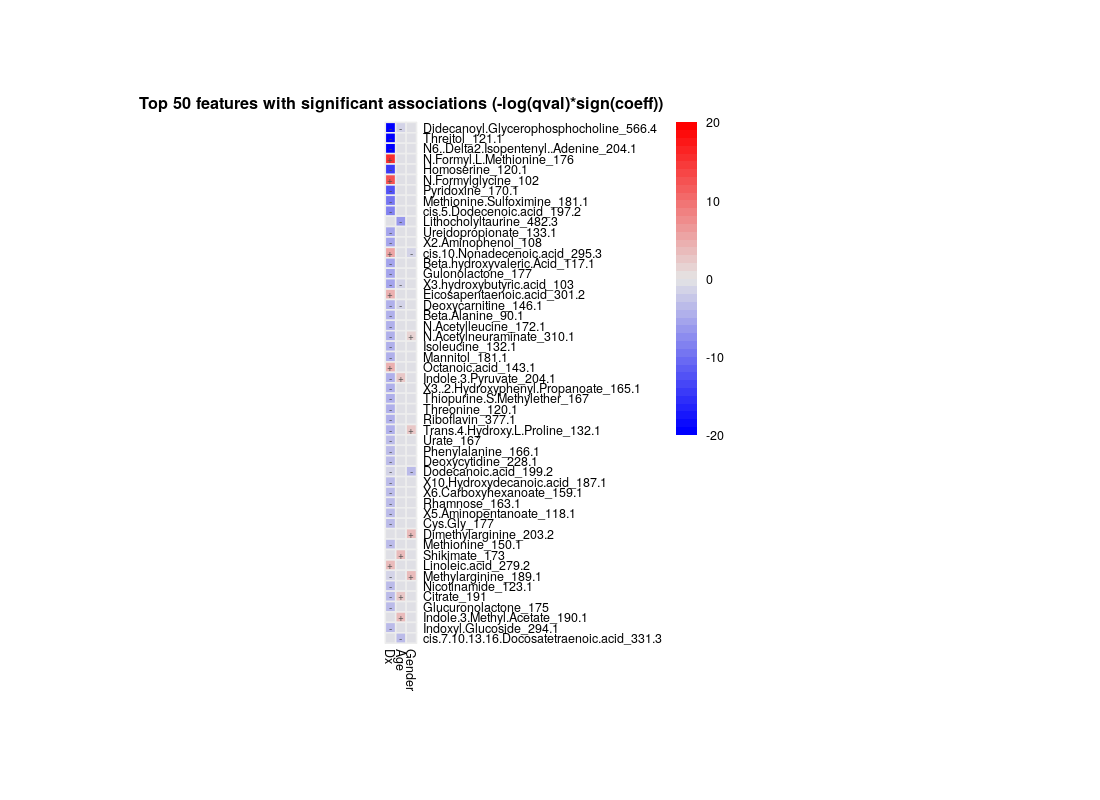 Top 50 features with significant associations (-log(qval)*sign(coeff))
Didecanoyl.Glycerophosphocholine_566.4
Threitol_121.1
N6..Delta2.Isopentenyl..Adenine_204.1
N.Formyl.L.Methionine_176
Homoserine_120.1
N.Formylglycine_102
Pyridoxine_170.1
Methionine.Sulfoximine_181.1
cis.5.Dodecenoic.acid_197.2
Lithocholyltaurine_482.3
Ureidopropionate_133.1
X2.Aminophenol_108
cis.10.Nonadecenoic.acid_295.3
Beta.hydroxyvaleric.Acid_117.1
Gulonolactone_177
X3.hydroxybutyric.acid_103
Eicosapentaenoic.acid_301.2
Deoxycarnitine_146.1
Beta.Alanine_90.1
N.Acetylleucine_172.1
N.Acetylneuraminate_310.1
Isoleucine_132.1
Mannitol_181.1
Octanoic.acid_143.1
Indole.3.Pyruvate_204.1
X3..2.Hydroxyphenyl.Propanoate_165.1
Thiopurine.S.Methylether_167
Threonine_120.1
Riboflavin_377.1
Trans.4.Hydroxy.L.Proline_132.1
Urate_167
Phenylalanine_166.1
Deoxycytidine_228.1
Dodecanoic.acid_199.2
X10.Hydroxydecanoic.acid_187.1
X6.Carboxyhexanoate_159.1
Rhamnose_163.1
X5.Aminopentanoate_118.1
Cys.Gly_177
Dimethylarginine_203.2
Methionine_150.1
Shikimate_173
Linoleic.acid_279.2
Methylarginine_189.1
Nicotinamide_123.1
Citrate_191
Glucuronolactone_175
Indole.3.Methyl.Acetate_190.1
Indoxyl.Glucoside_294.1
cis.7.10.13.16.Docosatetraenoic.acid_331.3
Dx
Age
Gender
20
10
0
-10
-20